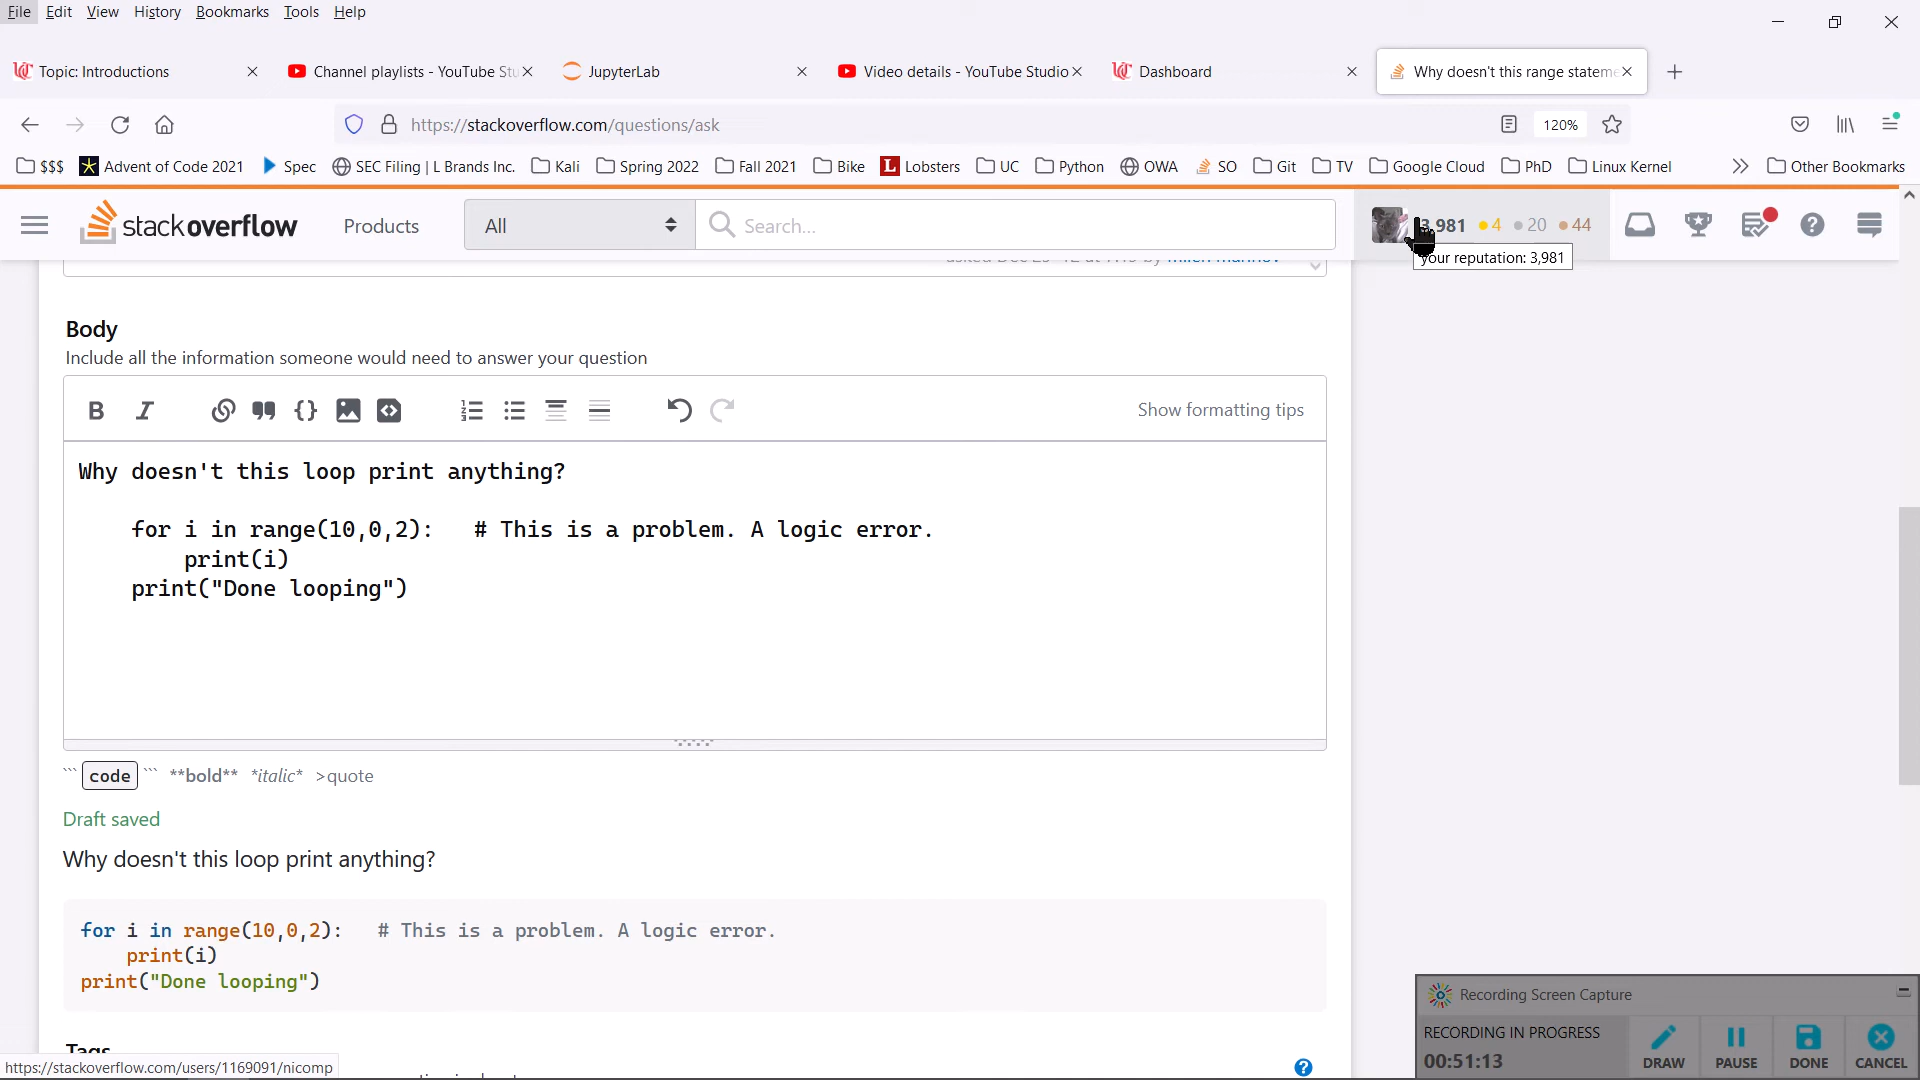 File Edit View History Bookmarks Tools Help
Topic: Introductions
Channel playlists - YouTube Stu
JupyterLab
Video details - YouTube Studio
Dashboard
Why doesn't this range stateme
https://stackoverflow.com/questions/ask
120%
$$$ Advent of Code 2021 Spec SEC Filing | L Brands Inc. Kali Spring 2022 Fall 2021 Bike Lobsters UC Python OWA SO Git TV Google Cloud PhD Linux Kernel Other Bookmarks
stackoverflow Products All Search... 3,981 4 20 44
your reputation: 3,981
Body
Include all the information someone would need to answer your question
B I Show formatting tips
Why doesn't this loop print anything?
for i in range(10,0,2): # This is a problem. A logic error.
print(i)
print("Done looping")
``` code ``` **bold** *italic* >quote
Draft saved
Why doesn't this loop print anything?
for i in range(10,0,2): # This is a problem. A logic error.
print(i)
print("Done looping")
Tags
https://stackoverflow.com/users/1169091/nicomp
Recording Screen Capture
RECORDING IN PROGRESS
00:51:13
DRAW PAUSE DONE CANCEL